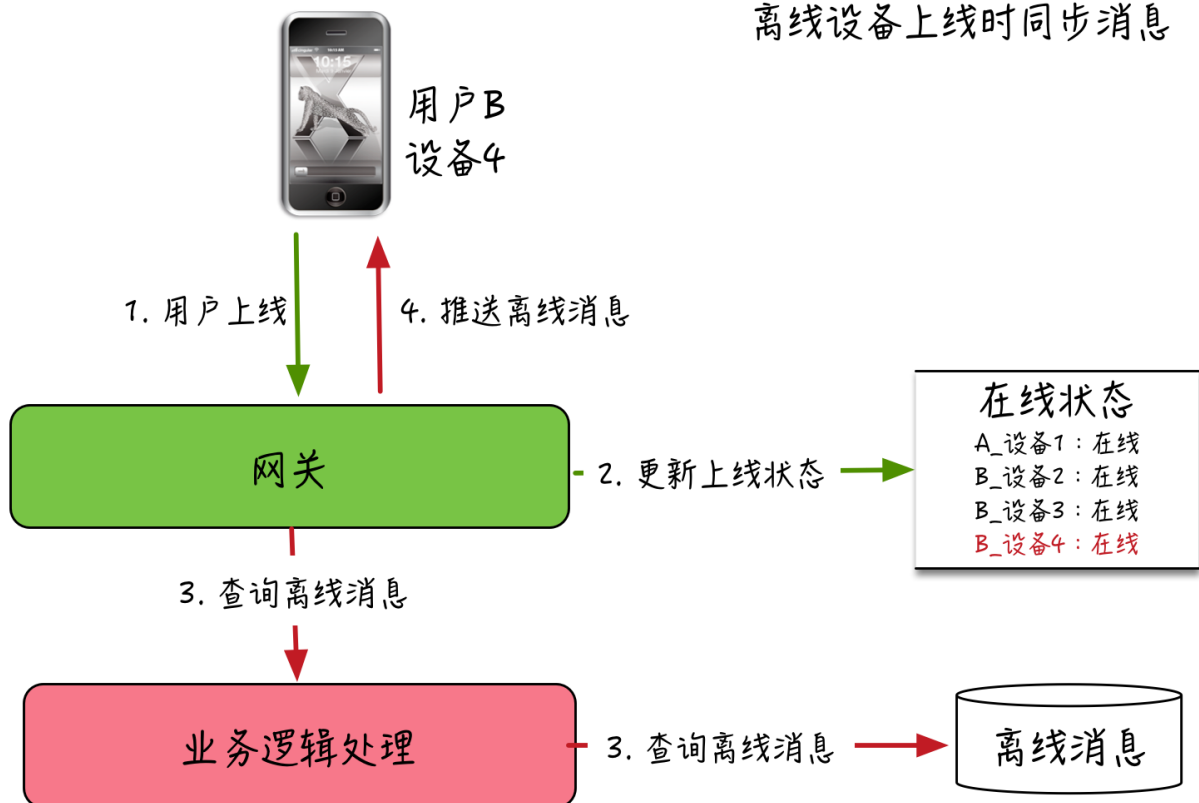 离线设备上线时同步消息
10:15
用户B
设备4
1. 用户上线
4. 推送离线消息
网关
2. 更新上线状态
在线状态
A_设备1：在线
B_设备2：在线
B_设备3：在线
B_设备4：在线
3. 查询离线消息
业务逻辑处理
3. 查询离线消息
离线消息